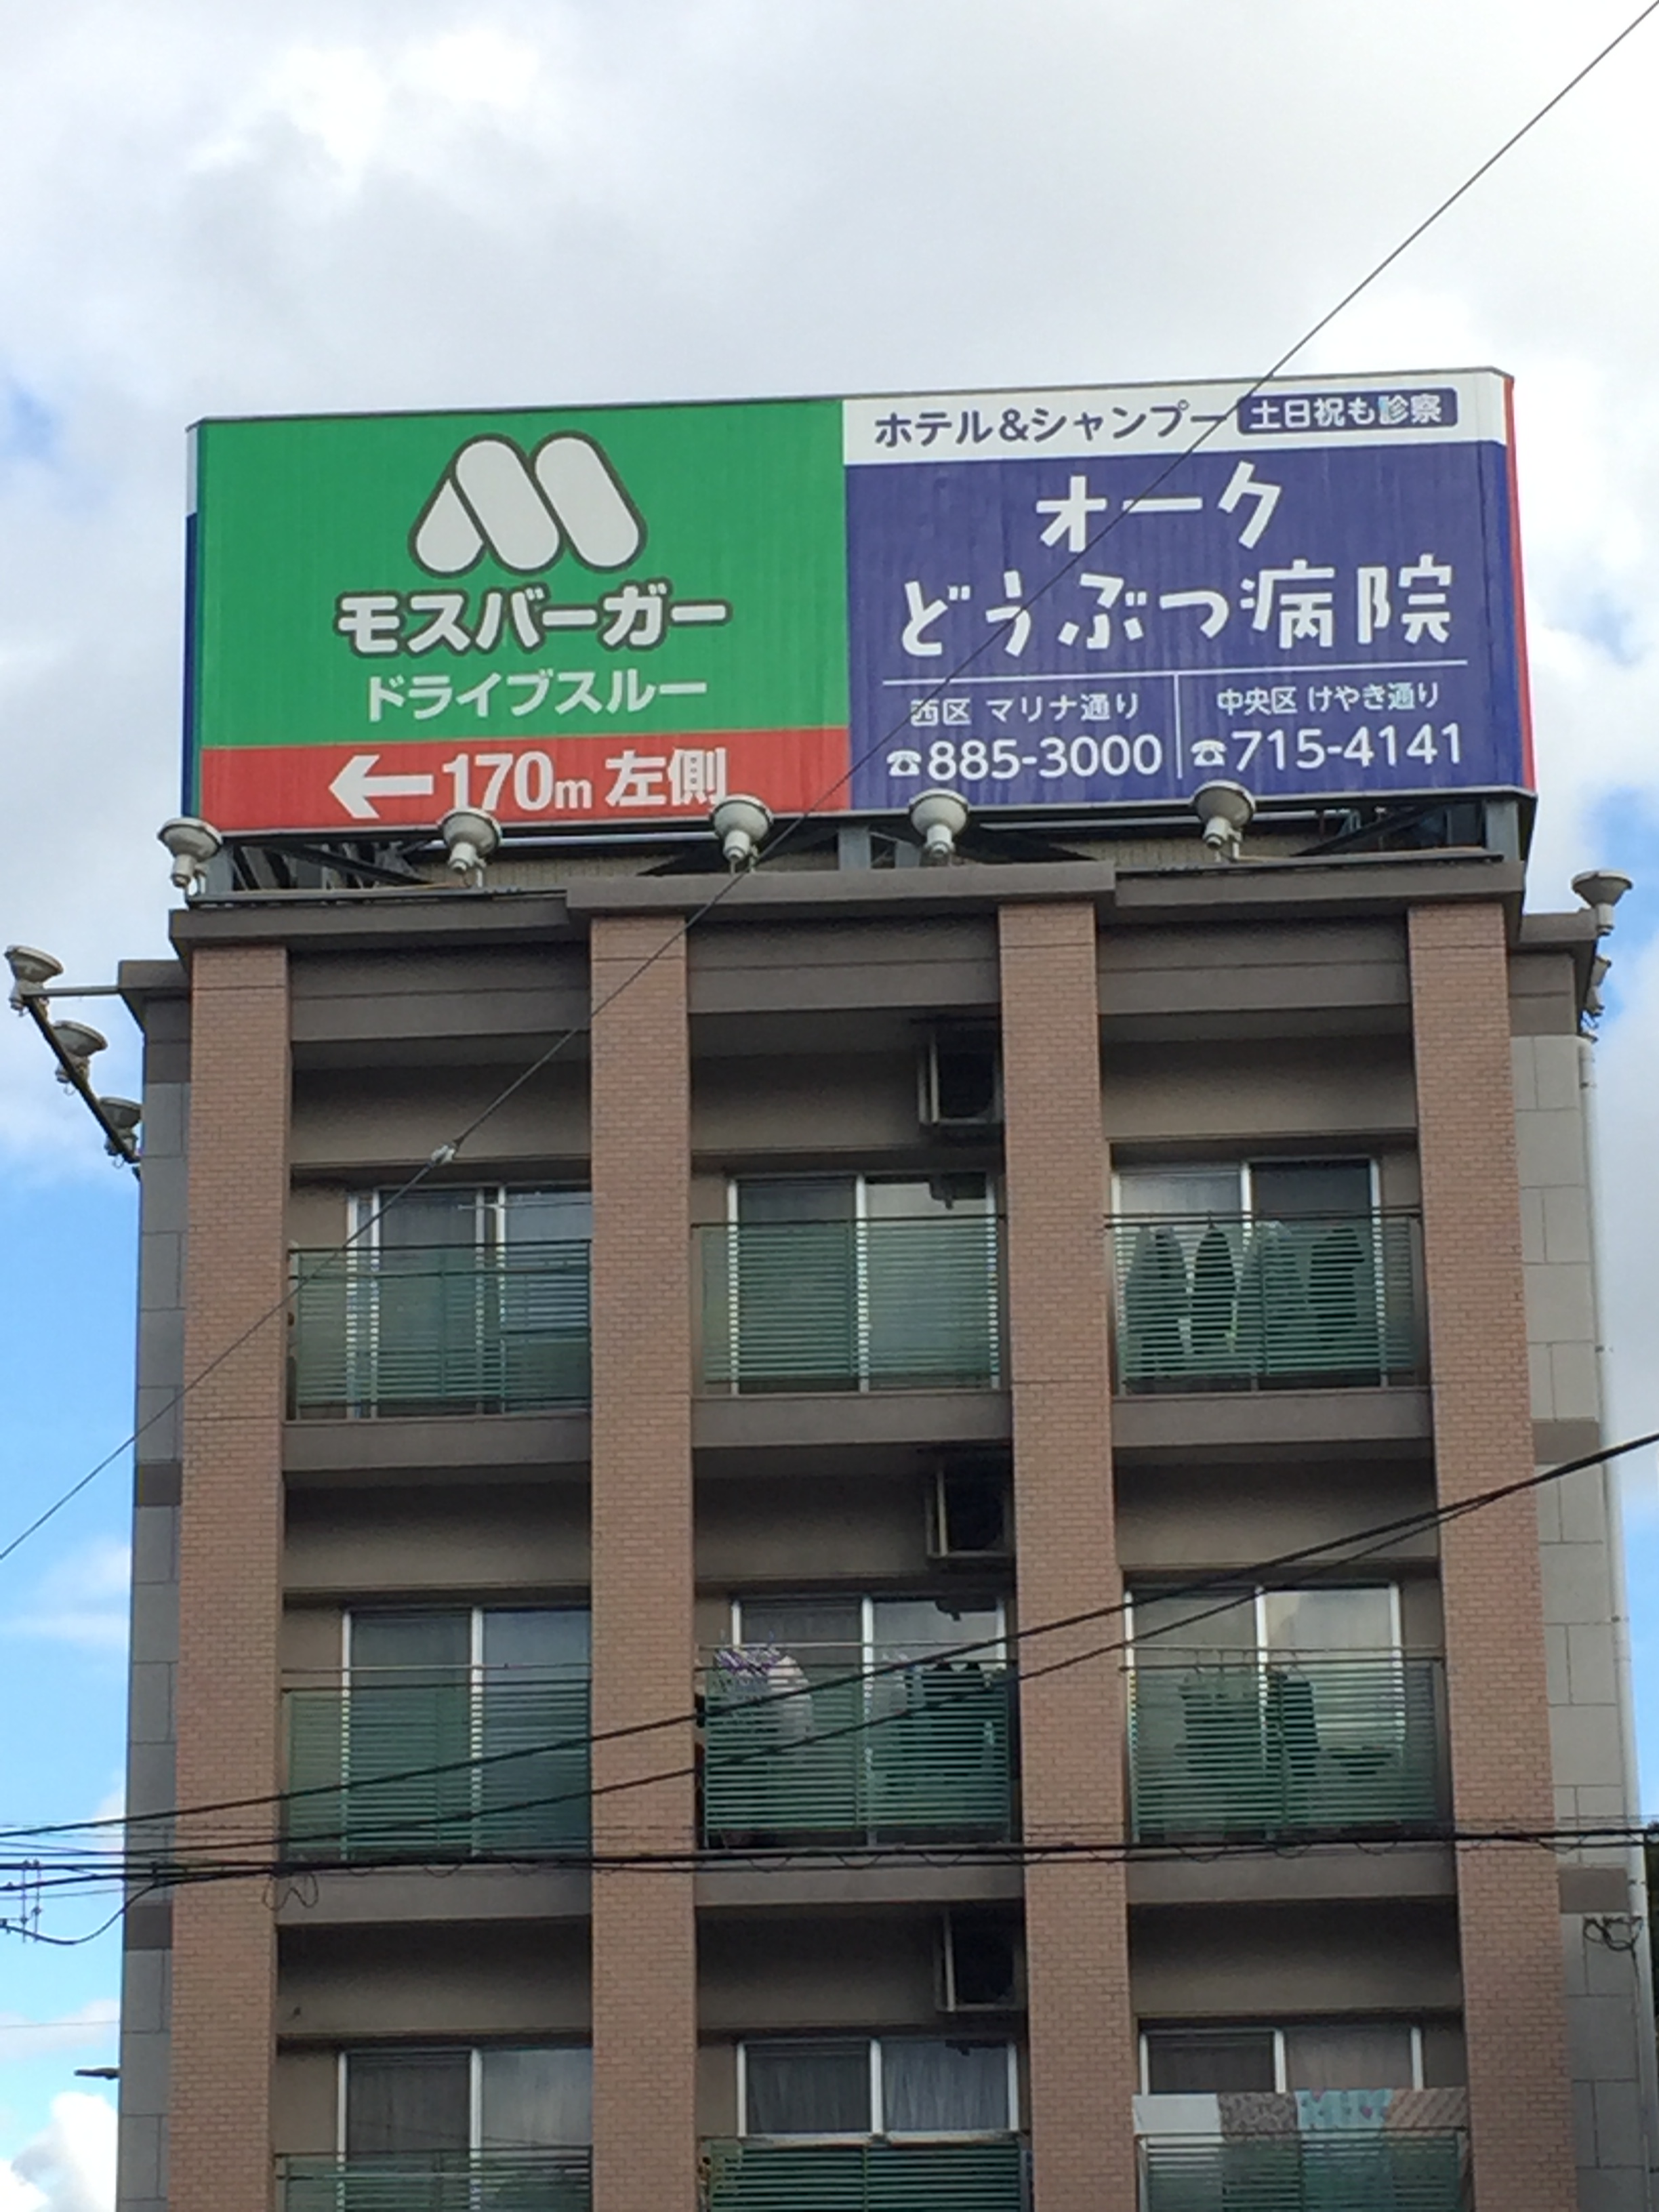 モスバーガー
ドライブスルー
←170m 左側
ホテル&シャンプー 土日祝も診察
オーク
どうぶつ病院
西区 マリナ通り
☎885-3000
中央区 けやき通り
☎715-4141